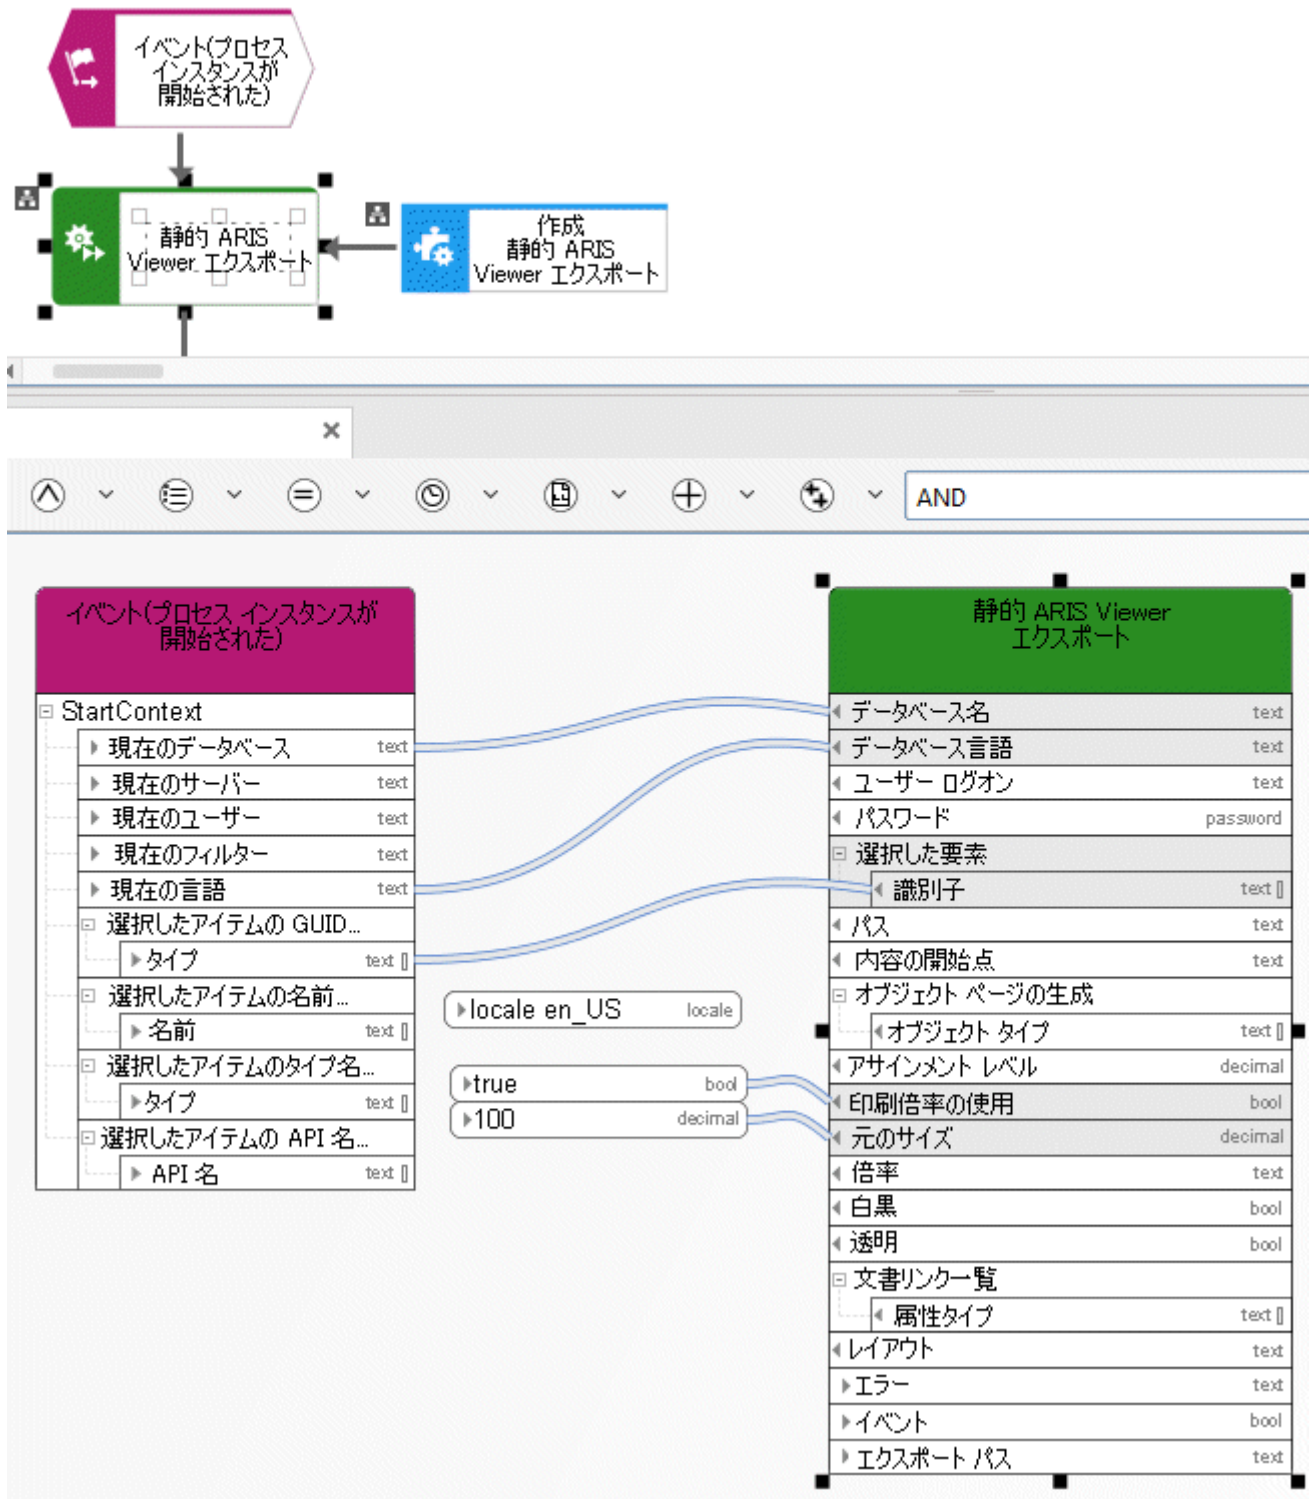 イベント(プロセス
インスタンスが
開始された)
静的 ARIS
Viewer エクスポート
作成
静的 ARIS
Viewer エクスポート
AND
イベント(プロセス インスタンスが
開始された)
StartContext
現在のデータベース text
現在のサーバー text
現在のユーザー text
現在のフィルター text
現在の言語 text
選択したアイテムの GUID...
タイプ text []
選択したアイテムの名前...
名前 text []
選択したアイテムのタイプ名...
タイプ text []
選択したアイテムの API 名...
API 名 text []
locale en_US locale
true bool
100 decimal
静的 ARIS Viewer
エクスポート
データベース名 text
データベース言語 text
ユーザー ログオン text
パスワード password
選択した要素
識別子 text []
パス text
内容の開始点 text
オブジェクト ページの生成
オブジェクト タイプ text []
アサインメント レベル decimal
印刷倍率の使用 bool
元のサイズ decimal
倍率 text
白黒 bool
透明 bool
文書リンク一覧
属性タイプ text []
レイアウト text
エラー text
イベント bool
エクスポート パス text